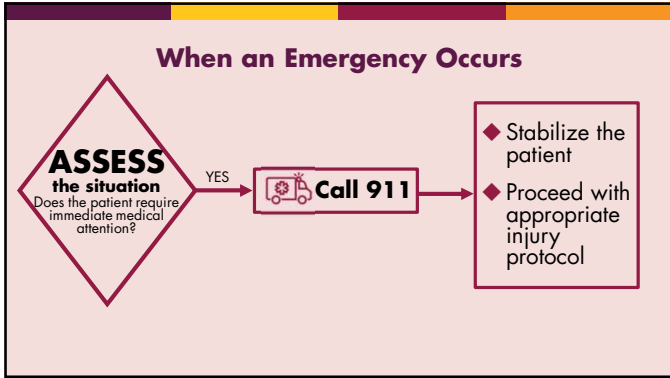 When an Emergency Occurs
ASSESS
the situation
Does the patient require
immediate medical
attention?
YES
Call 911
Stabilize the
patient
Proceed with
appropriate
injury
protocol